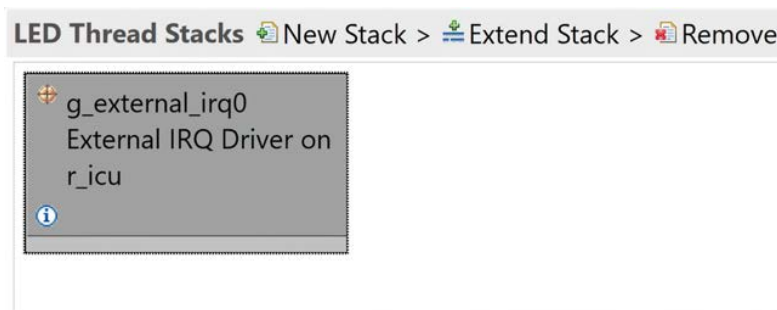 LED Thread Stacks New Stack > Extend Stack > Remove
g_external_irq0
External IRQ Driver on
r_icu